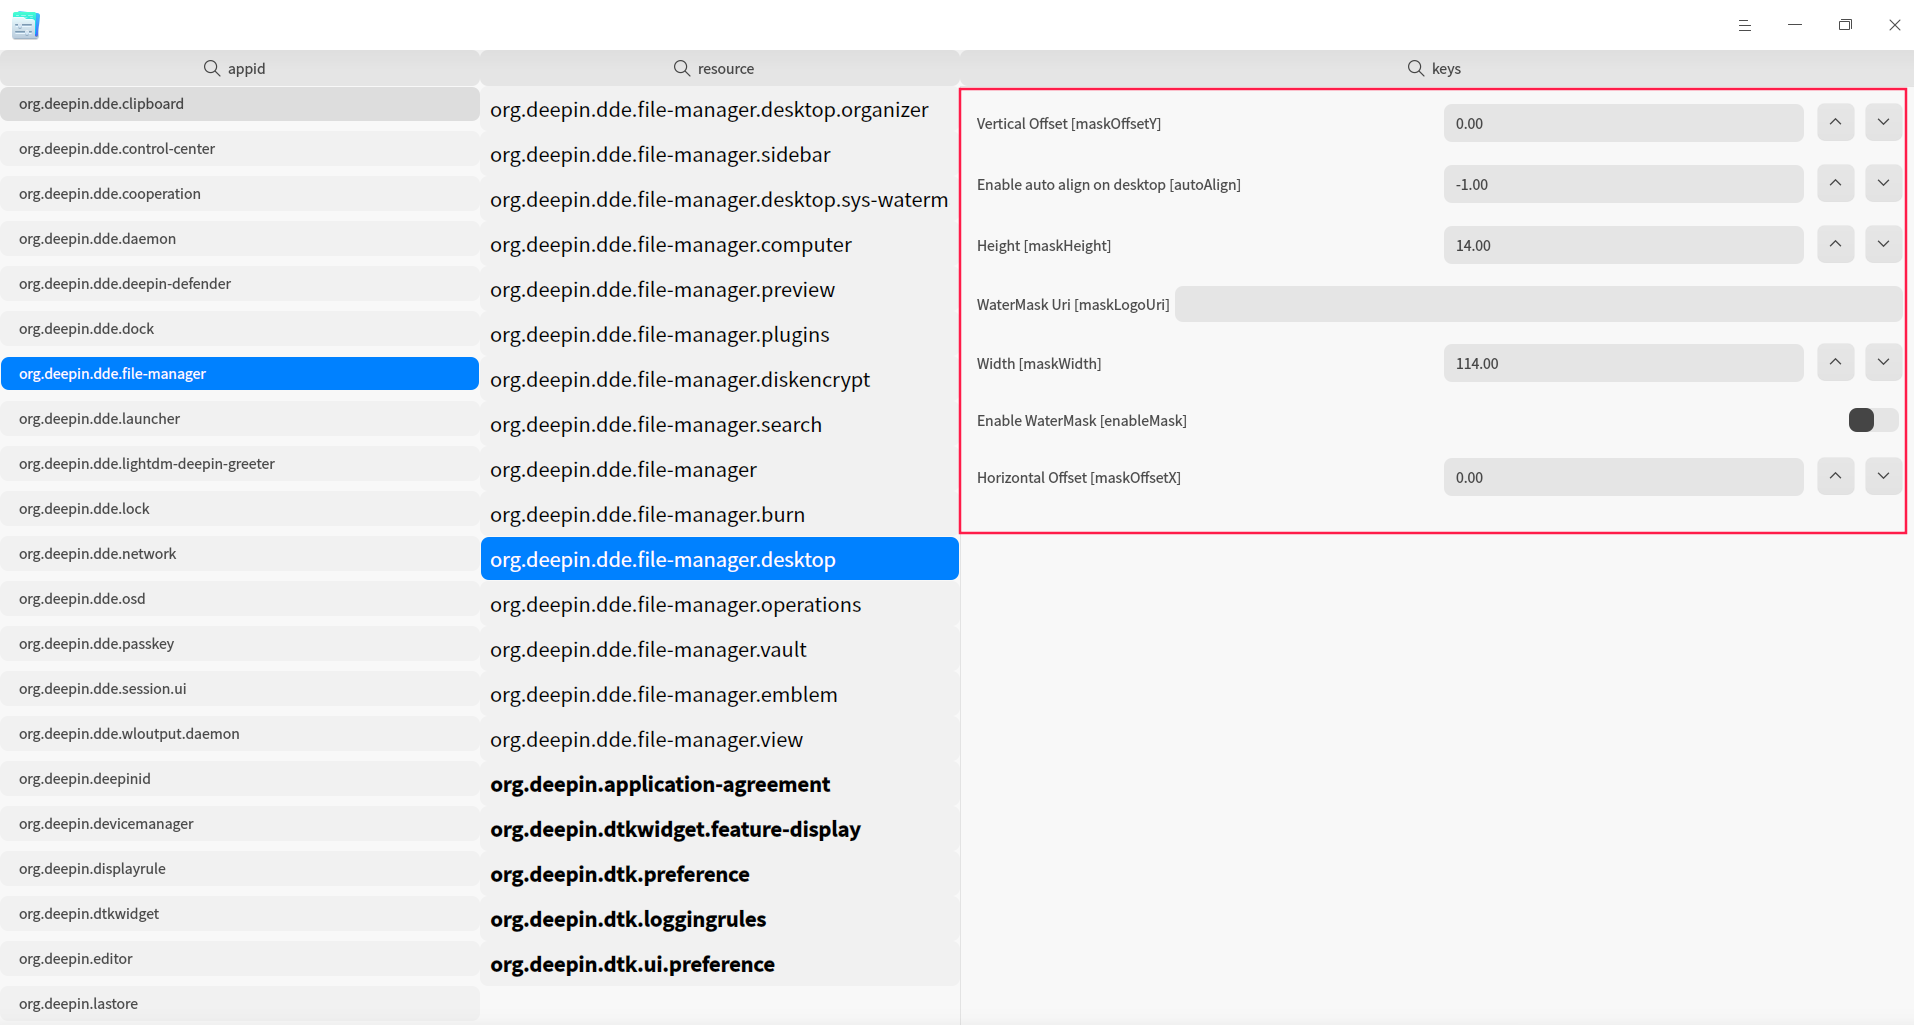 appid
org.deepin.dde.clipboard
org.deepin.dde.control-center
org.deepin.dde.cooperation
org.deepin.dde.daemon
org.deepin.dde.deepin-defender
org.deepin.dde.dock
org.deepin.dde.file-manager
org.deepin.dde.launcher
org.deepin.dde.lightdm-deepin-greeter
org.deepin.dde.lock
org.deepin.dde.network
org.deepin.dde.osd
org.deepin.dde.passkey
org.deepin.dde.session.ui
org.deepin.dde.wloutput.daemon
org.deepin.deepinid
org.deepin.devicemanager
org.deepin.displayrule
org.deepin.dtkwidget
org.deepin.editor
org.deepin.lastore
resource
org.deepin.dde.file-manager.desktop.organizer
org.deepin.dde.file-manager.sidebar
org.deepin.dde.file-manager.desktop.sys-waterm
org.deepin.dde.file-manager.computer
org.deepin.dde.file-manager.preview
org.deepin.dde.file-manager.plugins
org.deepin.dde.file-manager.diskencrypt
org.deepin.dde.file-manager.search
org.deepin.dde.file-manager
org.deepin.dde.file-manager.burn
org.deepin.dde.file-manager.desktop
org.deepin.dde.file-manager.operations
org.deepin.dde.file-manager.vault
org.deepin.dde.file-manager.emblem
org.deepin.dde.file-manager.view
org.deepin.application-agreement
org.deepin.dtkwidget.feature-display
org.deepin.dtk.preference
org.deepin.dtk.loggingrules
org.deepin.dtk.ui.preference
keys
Vertical Offset [maskOffsetY] 0.00
Enable auto align on desktop [autoAlign] -1.00
Height [maskHeight] 14.00
WaterMask Uri [maskLogoUri]
Width [maskWidth] 114.00
Enable WaterMask [enableMask]
Horizontal Offset [maskOffsetX] 0.00